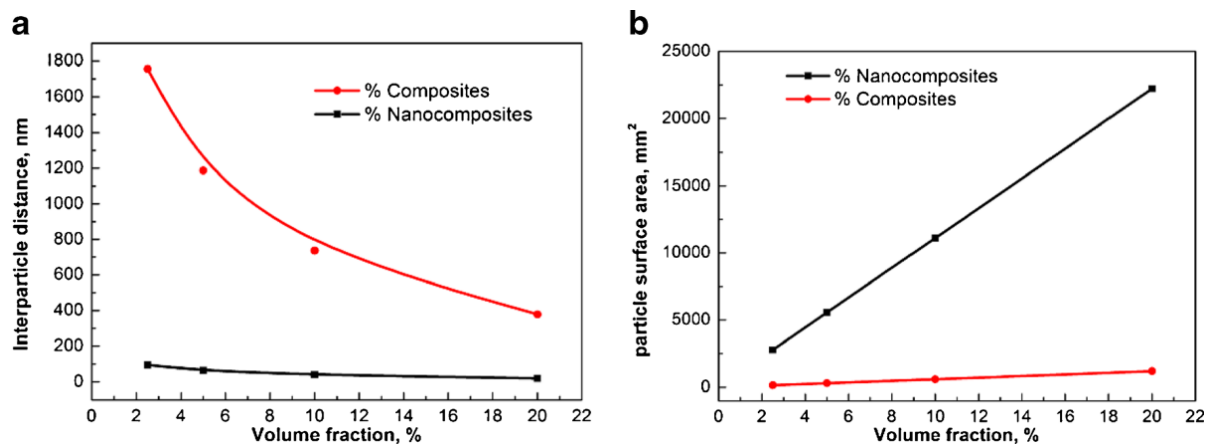 a
1800
1600
1400
1200
1000
800
600
400
200
0
Interparticle distance, nm
% Composites
% Nanocomposites
0 2 4 6 8 10 12 14 16 18 20 22
Volume fraction, %
b
25000
20000
15000
10000
5000
0
particle surface area, mm²
% Nanocomposites
% Composites
0 2 4 6 8 10 12 14 16 18 20 22
Volume fraction, %